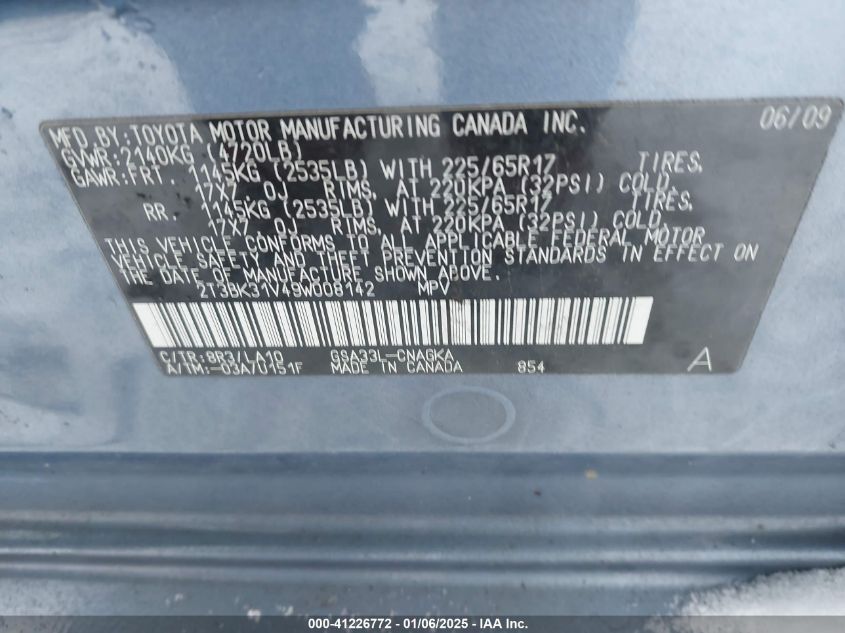 MFD BY: TOYOTA MOTOR MANUFACTURING CANADA INC. 06/09
GVWR: 2140KG (4720LB)
GAWR: FRT. 1145KG (2535LB) WITH 225/65R17 TIRES,
17X7 0J RIMS, AT 220KPA (32PSI) COLD.
RR. 1145KG (2535LB) WITH 225/65R17 TIRES,
17X7 0J RIMS, AT 220KPA (32PSI) COLD.
THIS VEHICLE CONFORMS TO ALL APPLICABLE FEDERAL MOTOR
VEHICLE SAFETY AND THEFT PREVENTION STANDARDS IN EFFECT ON
THE DATE OF MANUFACTURE SHOWN ABOVE.
2T3BK31V49W008142 MPV
C/TR: 8R3/LA10 GSA33L-CNAGKA
A/TM: -03A/U151F MADE IN CANADA 854 A
000-41226772 — 01/06/2025 — IAA Inc.